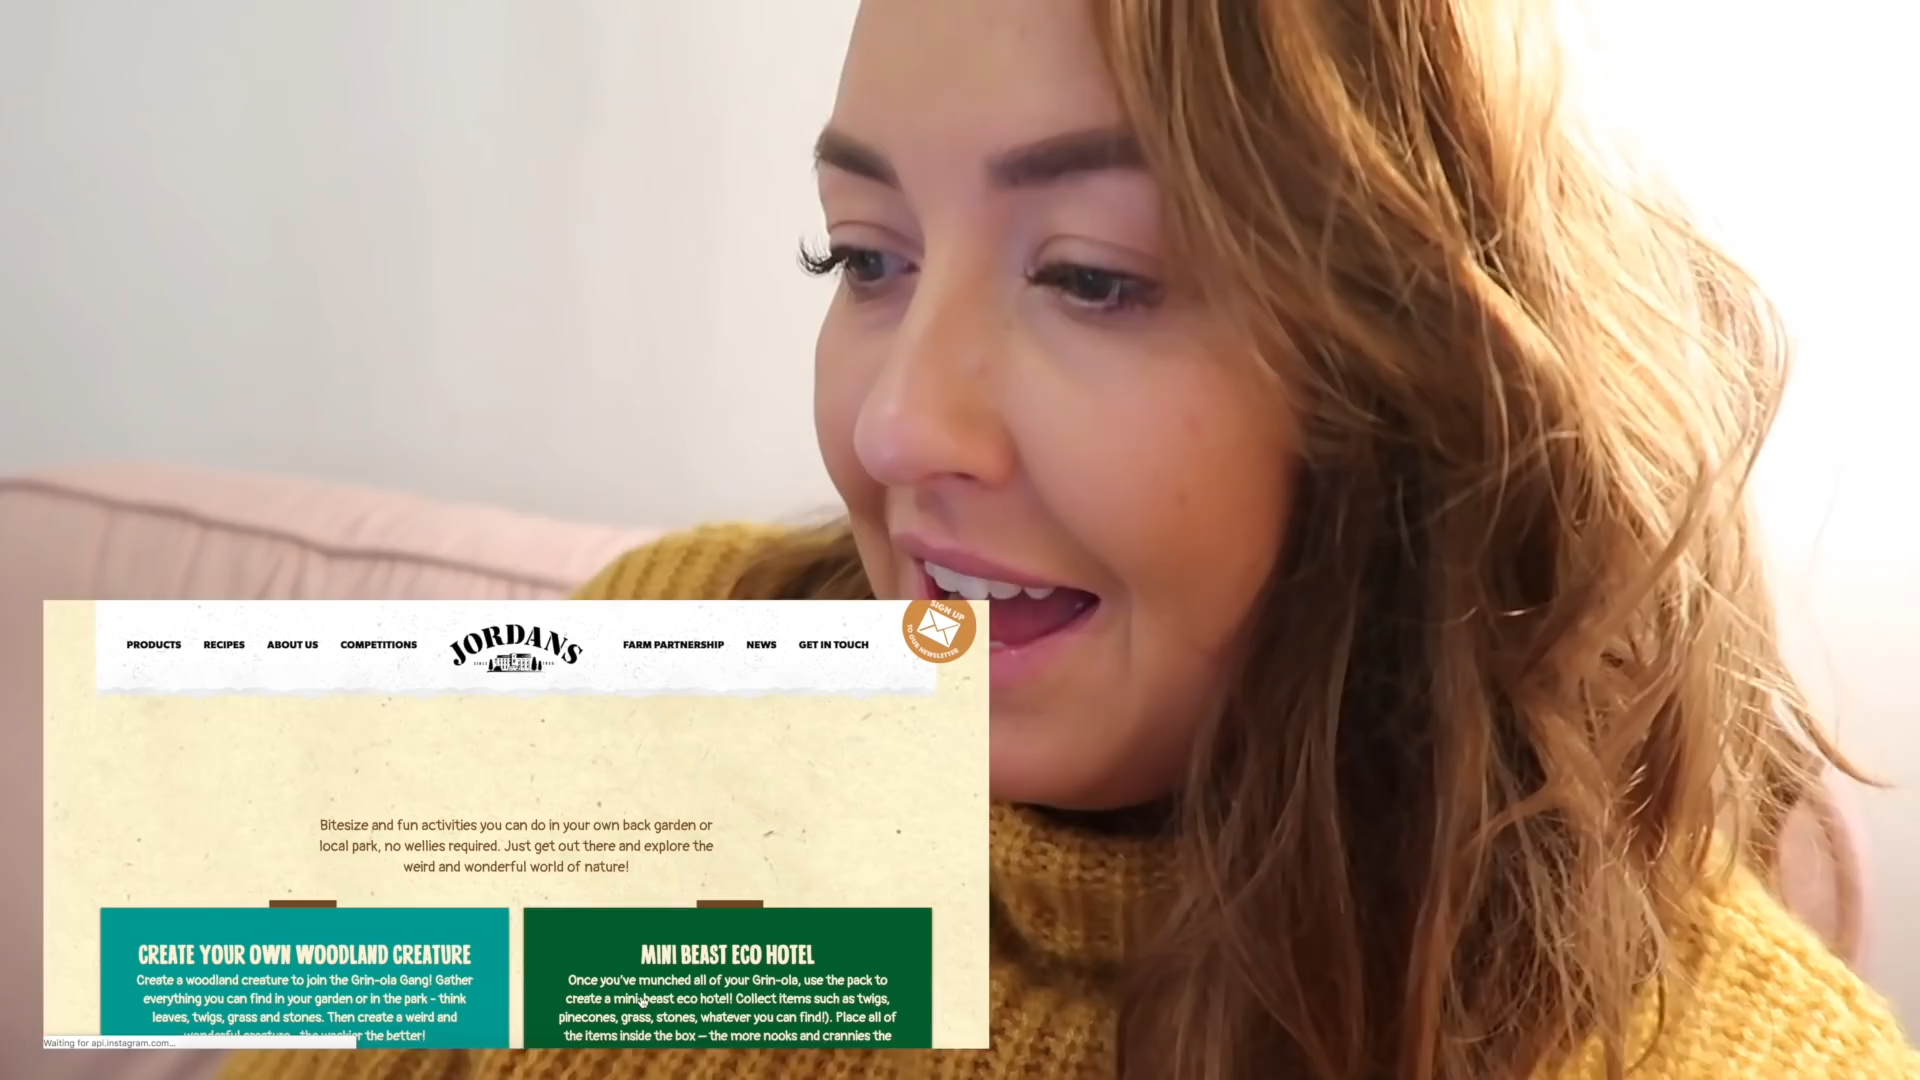 PRODUCTS RECIPES ABOUT US COMPETITIONS JORDANS FARM PARTNERSHIP NEWS GET IN TOUCH
SIGN UP TO OUR NEWSLETTER
Bitesize and fun activities you can do in your own back garden or
local park, no wellies required. Just get out there and explore the
weird and wonderful world of nature!
CREATE YOUR OWN WOODLAND CREATURE
Create a woodland creature to join the Grin-ola Gang! Gather
everything you can find in your garden or in the park - think
leaves, twigs, grass and stones. Then create a weird and
wonderful creature - the wackier the better!
MINI BEAST ECO HOTEL
Once you've munched all of your Grin-ola, use the pack to
create a mini beast eco hotel! Collect items such as twigs,
pinecones, grass, stones, whatever you can find!). Place all of
the items inside the box – the more nooks and crannies the
Waiting for api.instagram.com...